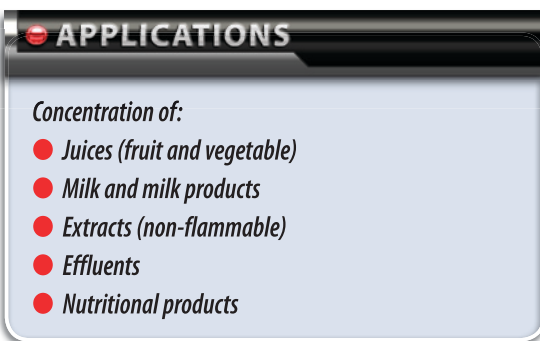 APPLICATIONS
Concentration of:
Juices (fruit and vegetable)
Milk and milk products
Extracts (non-flammable)
Effluents
Nutritional products